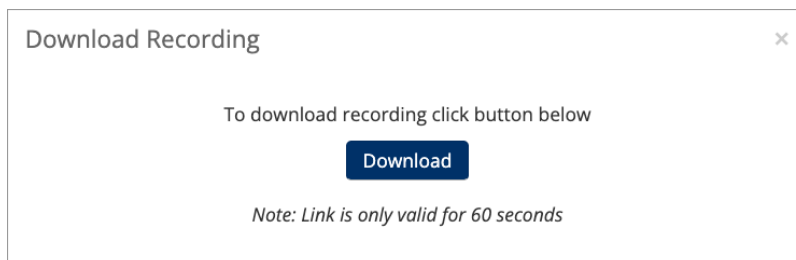 Download Recording ×
To download recording click button below
Download
Note: Link is only valid for 60 seconds